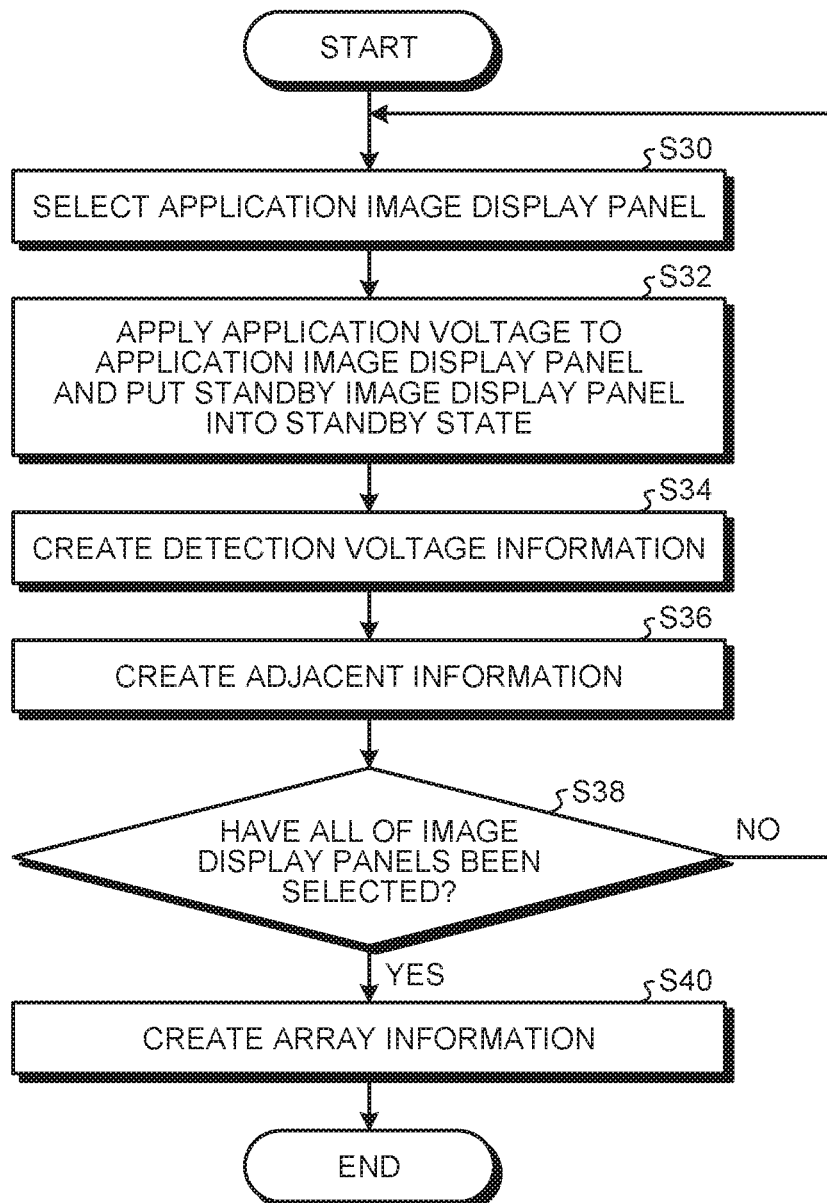 START
S30
SELECT APPLICATION IMAGE DISPLAY PANEL
S32
APPLY APPLICATION VOLTAGE TO
APPLICATION IMAGE DISPLAY PANEL
AND PUT STANDBY IMAGE DISPLAY PANEL
INTO STANDBY STATE
S34
CREATE DETECTION VOLTAGE INFORMATION
S36
CREATE ADJACENT INFORMATION
S38
HAVE ALL OF IMAGE
DISPLAY PANELS BEEN
SELECTED?
NO
YES
S40
CREATE ARRAY INFORMATION
END